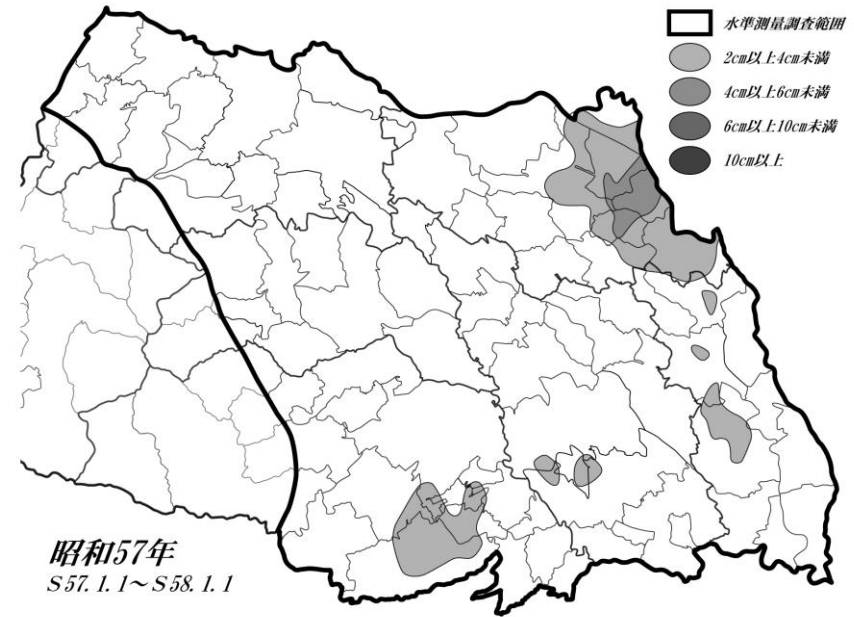 水準測量調査範囲
2cm以上4cm未満
4cm以上6cm未満
6cm以上10cm未満
10cm以上
昭和57年
S57.1.1～S58.1.1